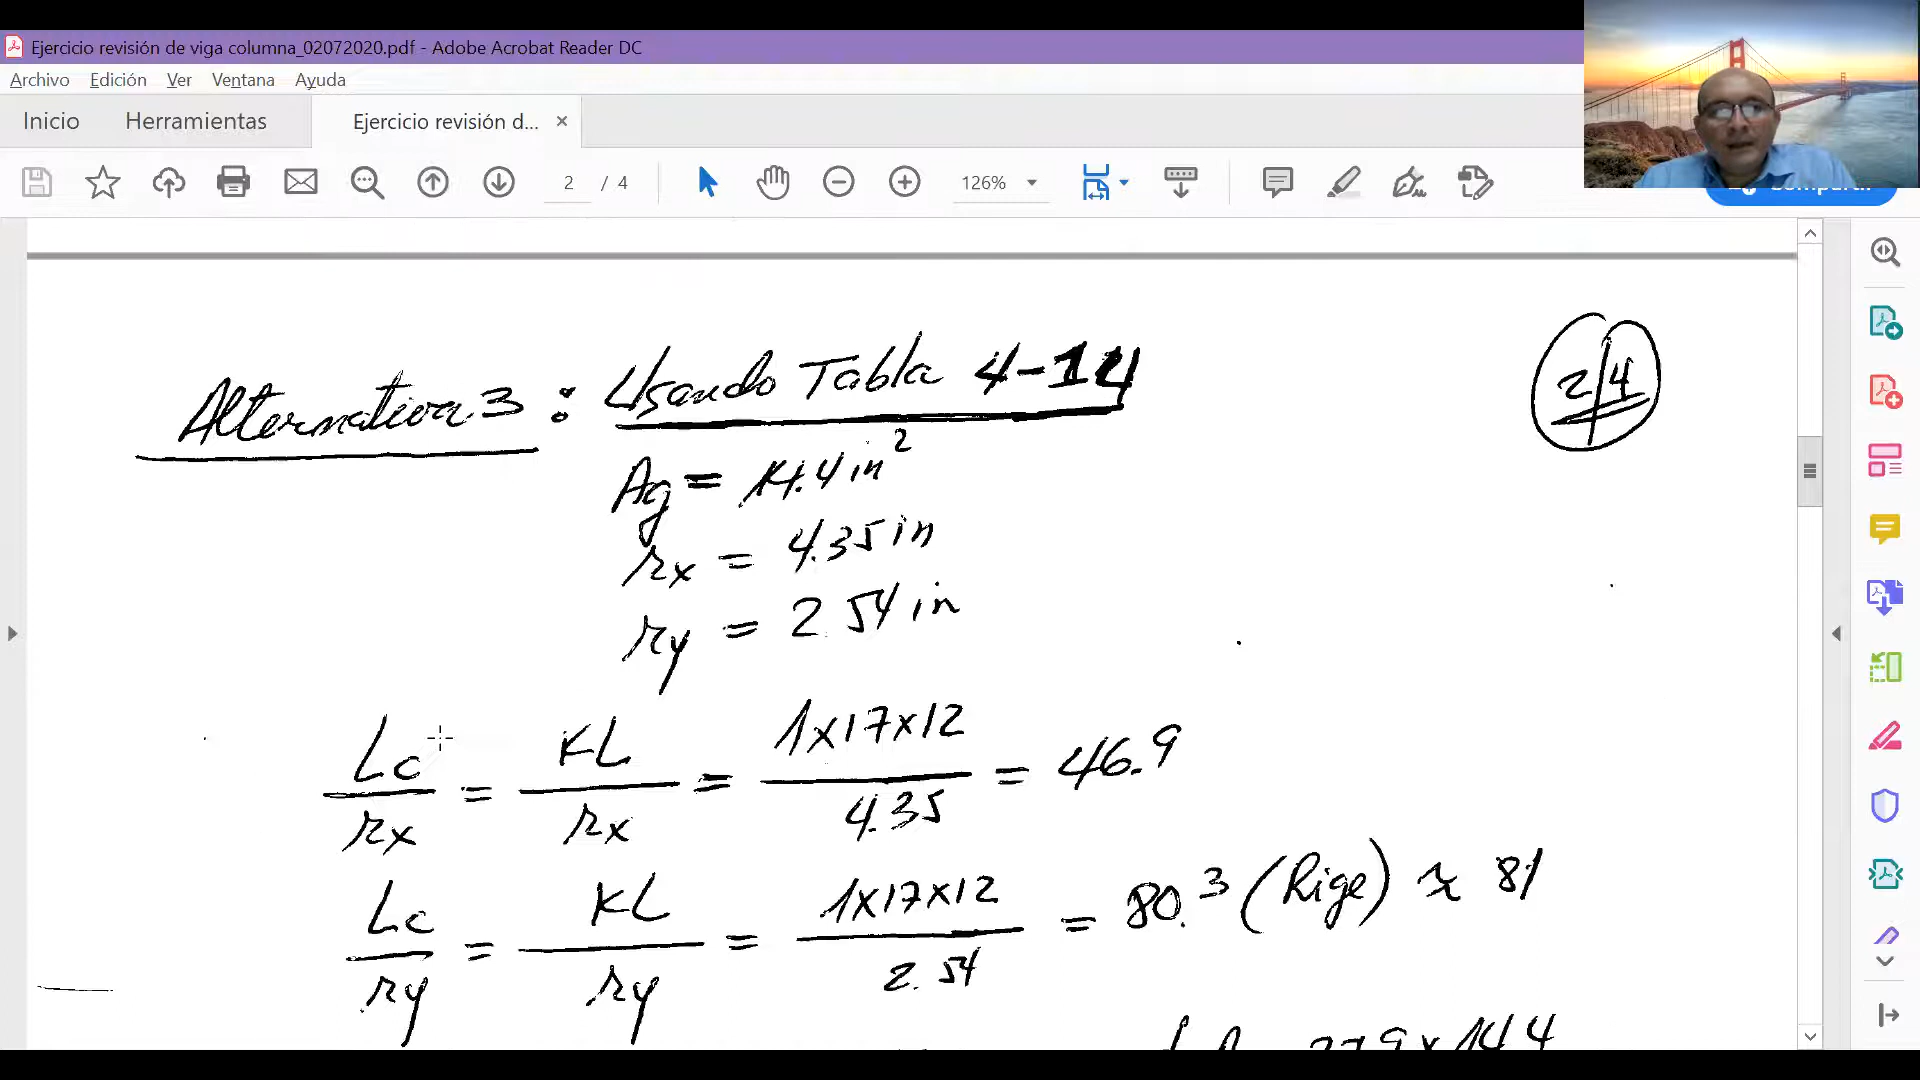 Ejercicio revisión de viga columna_02072020.pdf - Adobe Acrobat Reader DC
Archivo Edición Ver Ventana Ayuda
Inicio Herramientas Ejercicio revisión d... ×
2 / 4 126%
Alternativa 3 : Usando Tabla 4-14
2/4
Ag = 14.4 in²
rx = 4.35 in
ry = 2.54 in
Lc/rx = KL/rx = 1x17x12/4.35 = 46.9
Lc/ry = KL/ry = 1x17x12/2.54 = 80.3 (Rige) ≈ 81